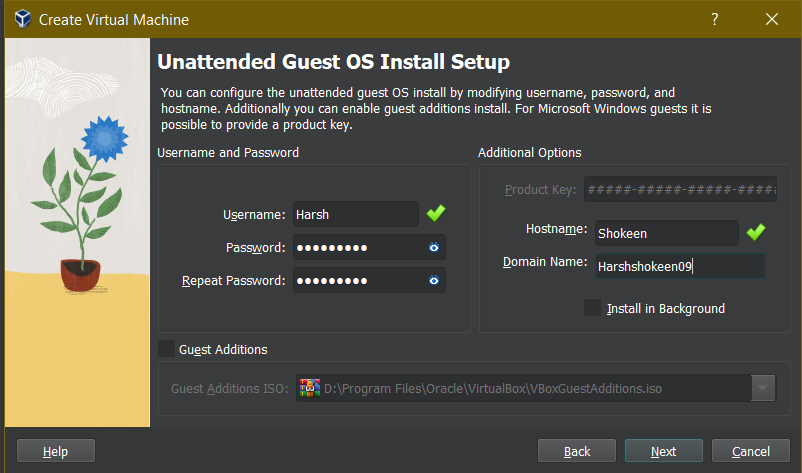 Create Virtual Machine
?
Unattended Guest OS Install Setup
You can configure the unattended guest OS install by modifying username, password, and
hostname. Additionally you can enable guest additions install. For Microsoft Windows guests it is
possible to provide a product key.
Username and Password
Username: Harsh
Password: ●●●●●●●●●
Repeat Password: ●●●●●●●●●
Additional Options
Product Key: #####-#####-#####-####
Hostname: Shokeen
Domain Name: Harshshokeen09
Install in Background
Guest Additions
Guest Additions ISO: D:\Program Files\Oracle\VirtualBox\VBoxGuestAdditions.iso
Help
Back
Next
Cancel